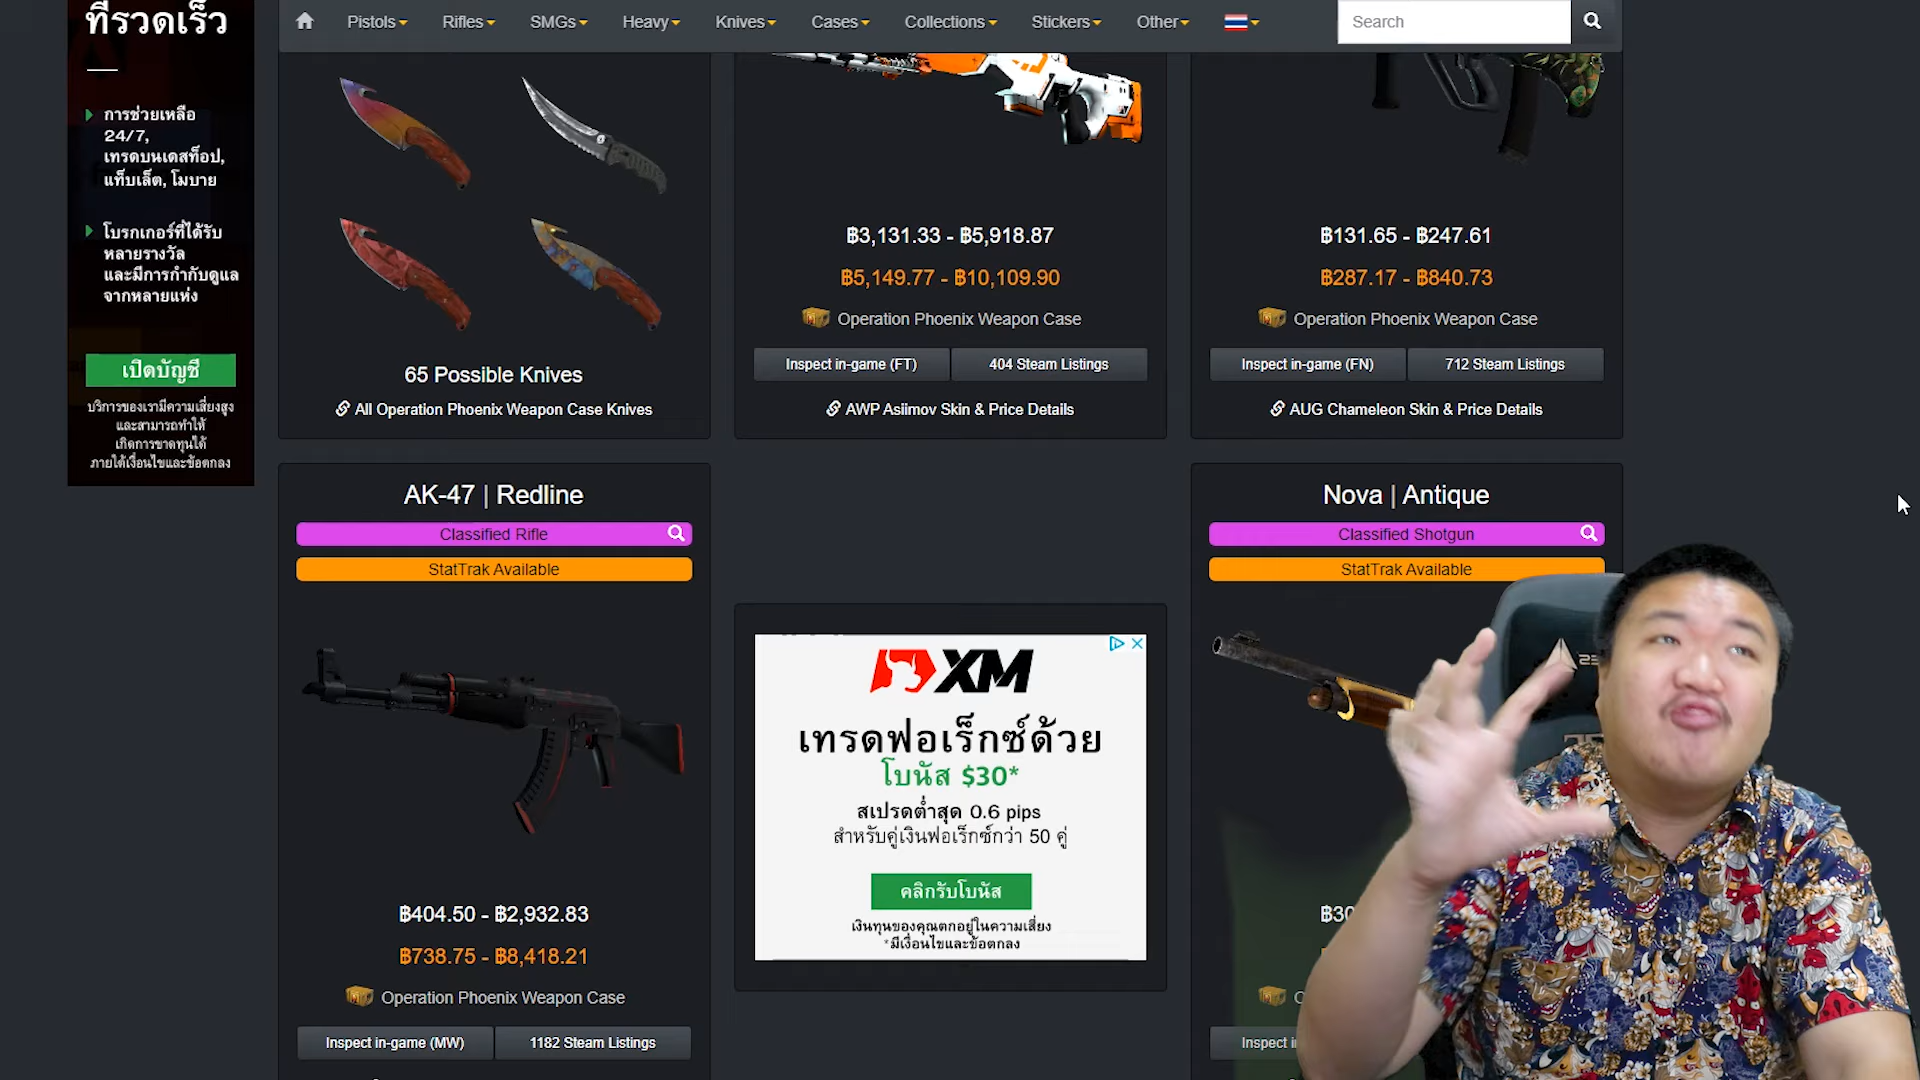 ที่รวดเร็ว
การช่วยเหลือ
24/7,
เทรดบนเดสท็อป,
แท็บเล็ต, โมบาย
โบรกเกอร์ที่ได้รับ
หลายรางวัล
และมีการกำกับดูแล
จากหลายแห่ง
เปิดบัญชี
บริการของเรามีความเสี่ยงสูง
และสามารถทำให้
เกิดการขาดทุนได้
ภายใต้เงื่อนไขและข้อตกลง
Pistols Rifles SMGs Heavy Knives Cases Collections Stickers Other
Search
65 Possible Knives
All Operation Phoenix Weapon Case Knives
฿3,131.33 - ฿5,918.87
฿5,149.77 - ฿10,109.90
Operation Phoenix Weapon Case
Inspect in-game (FT) 404 Steam Listings
AWP Asiimov Skin & Price Details
฿131.65 - ฿247.61
฿287.17 - ฿840.73
Operation Phoenix Weapon Case
Inspect in-game (FN) 712 Steam Listings
AUG Chameleon Skin & Price Details
AK-47 | Redline
Classified Rifle
StatTrak Available
฿404.50 - ฿2,932.83
฿738.75 - ฿8,418.21
Operation Phoenix Weapon Case
Inspect in-game (MW) 1182 Steam Listings
XM
เทรดฟอเร็กซ์ด้วย
โบนัส $30*
สเปรดต่ำสุด 0.6 pips
สำหรับคู่เงินฟอเร็กซ์กว่า 50 คู่
คลิกรับโบนัส
เงินทุนของคุณตกอยู่ในความเสี่ยง
*มีเงื่อนไขและข้อตกลง
Nova | Antique
Classified Shotgun
StatTrak Available
฿30
Inspect